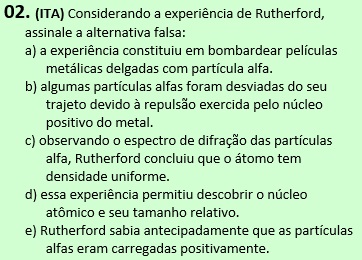 02. (ITA) Considerando a experiência de Rutherford,
assinale a alternativa falsa:
a) a experiência constituiu em bombardear películas
metálicas delgadas com partícula alfa.
b) algumas partículas alfas foram desviadas do seu
trajeto devido à repulsão exercida pelo núcleo
positivo do metal.
c) observando o espectro de difração das partículas
alfa, Rutherford concluiu que o átomo tem
densidade uniforme.
d) essa experiência permitiu descobrir o núcleo
atômico e seu tamanho relativo.
e) Rutherford sabia antecipadamente que as partículas
alfas eram carregadas positivamente.